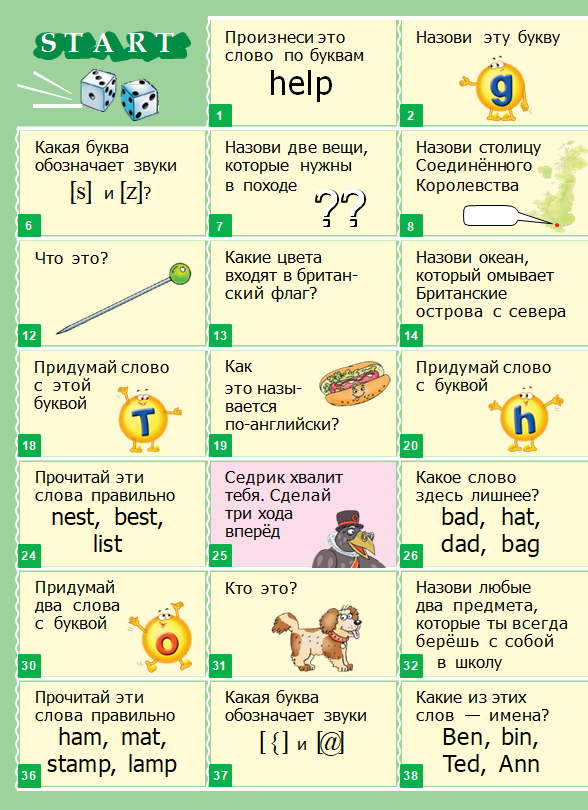 START
Произнеси это
слово по буквам
help
1
Назови эту букву
g
2
Какая буква
обозначает звуки
[s] и [z]?
6
Назови две вещи,
которые нужны
в походе
??
7
Назови столицу
Соединённого
Королевства
8
Что это?
12
Какие цвета
входят в британ-
ский флаг?
13
Назови океан,
который омывает
Британские
острова с севера
14
Придумай слово
с этой
буквой
T
18
Как
это назы-
вается
по-английски?
19
Придумай слово
с буквой
h
20
Прочитай эти
слова правильно
nest, best,
list
24
Седрик хвалит
тебя. Сделай
три хода
вперёд
25
Какое слово
здесь лишнее?
bad, hat,
dad, bag
26
Придумай
два слова
с буквой
o
30
Кто это?
31
Назови любые
два предмета,
которые ты всегда
берёшь с собой
в школу
32
Прочитай эти
слова правильно
ham, mat,
stamp, lamp
36
Какая буква
обозначает звуки
[{] и [@]
37
Какие из этих
слов — имена?
Ben, bin,
Ted, Ann
38